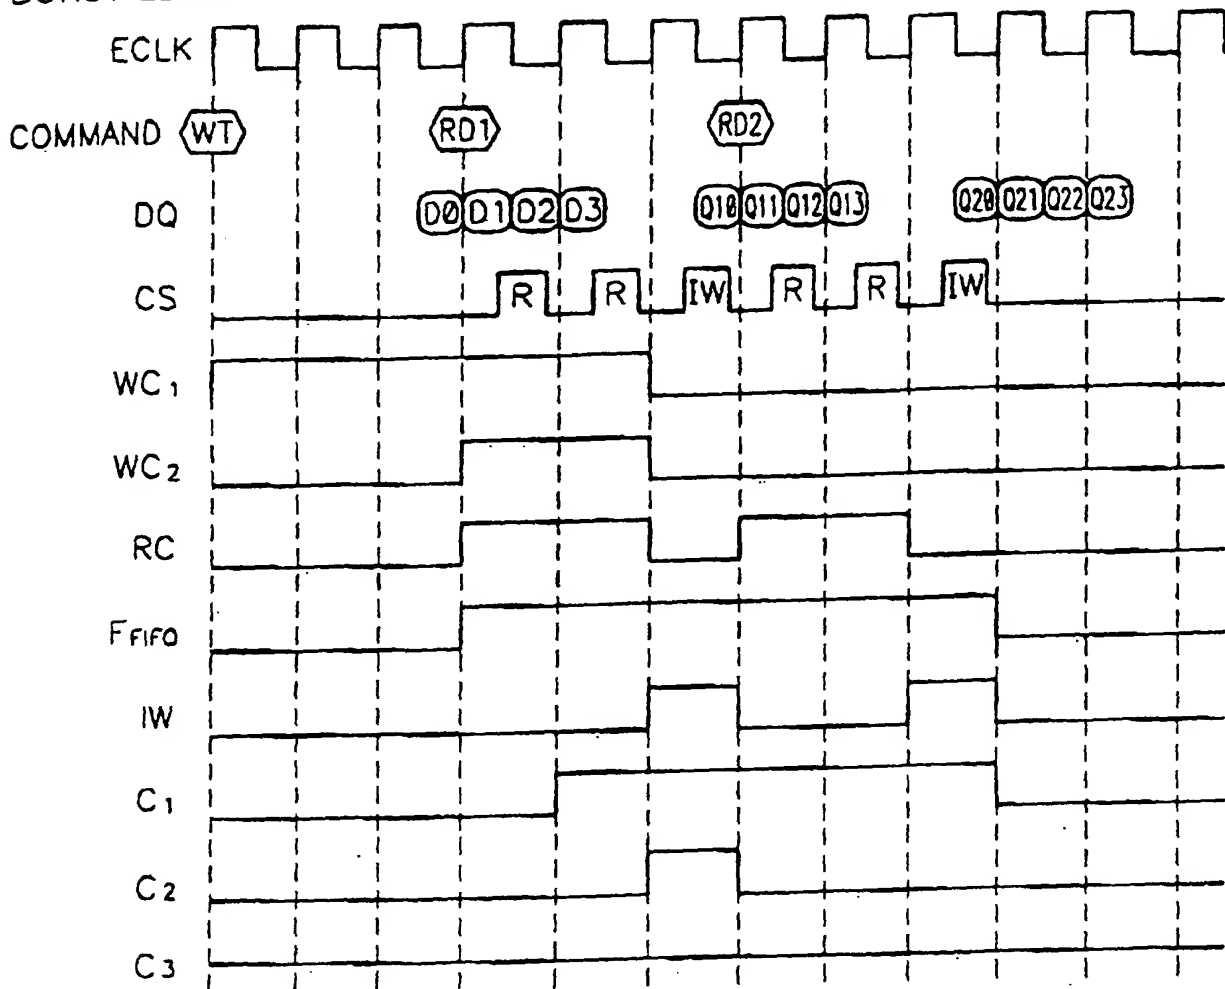 ECLK
COMMAND WT RD1 RD2
DQ D0 D1 D2 D3 Q10 Q11 Q12 Q13 Q20 Q21 Q22 Q23
CS R R IW R R IW
WC1
WC2
RC
FFIFO
IW
C1
C2
C3